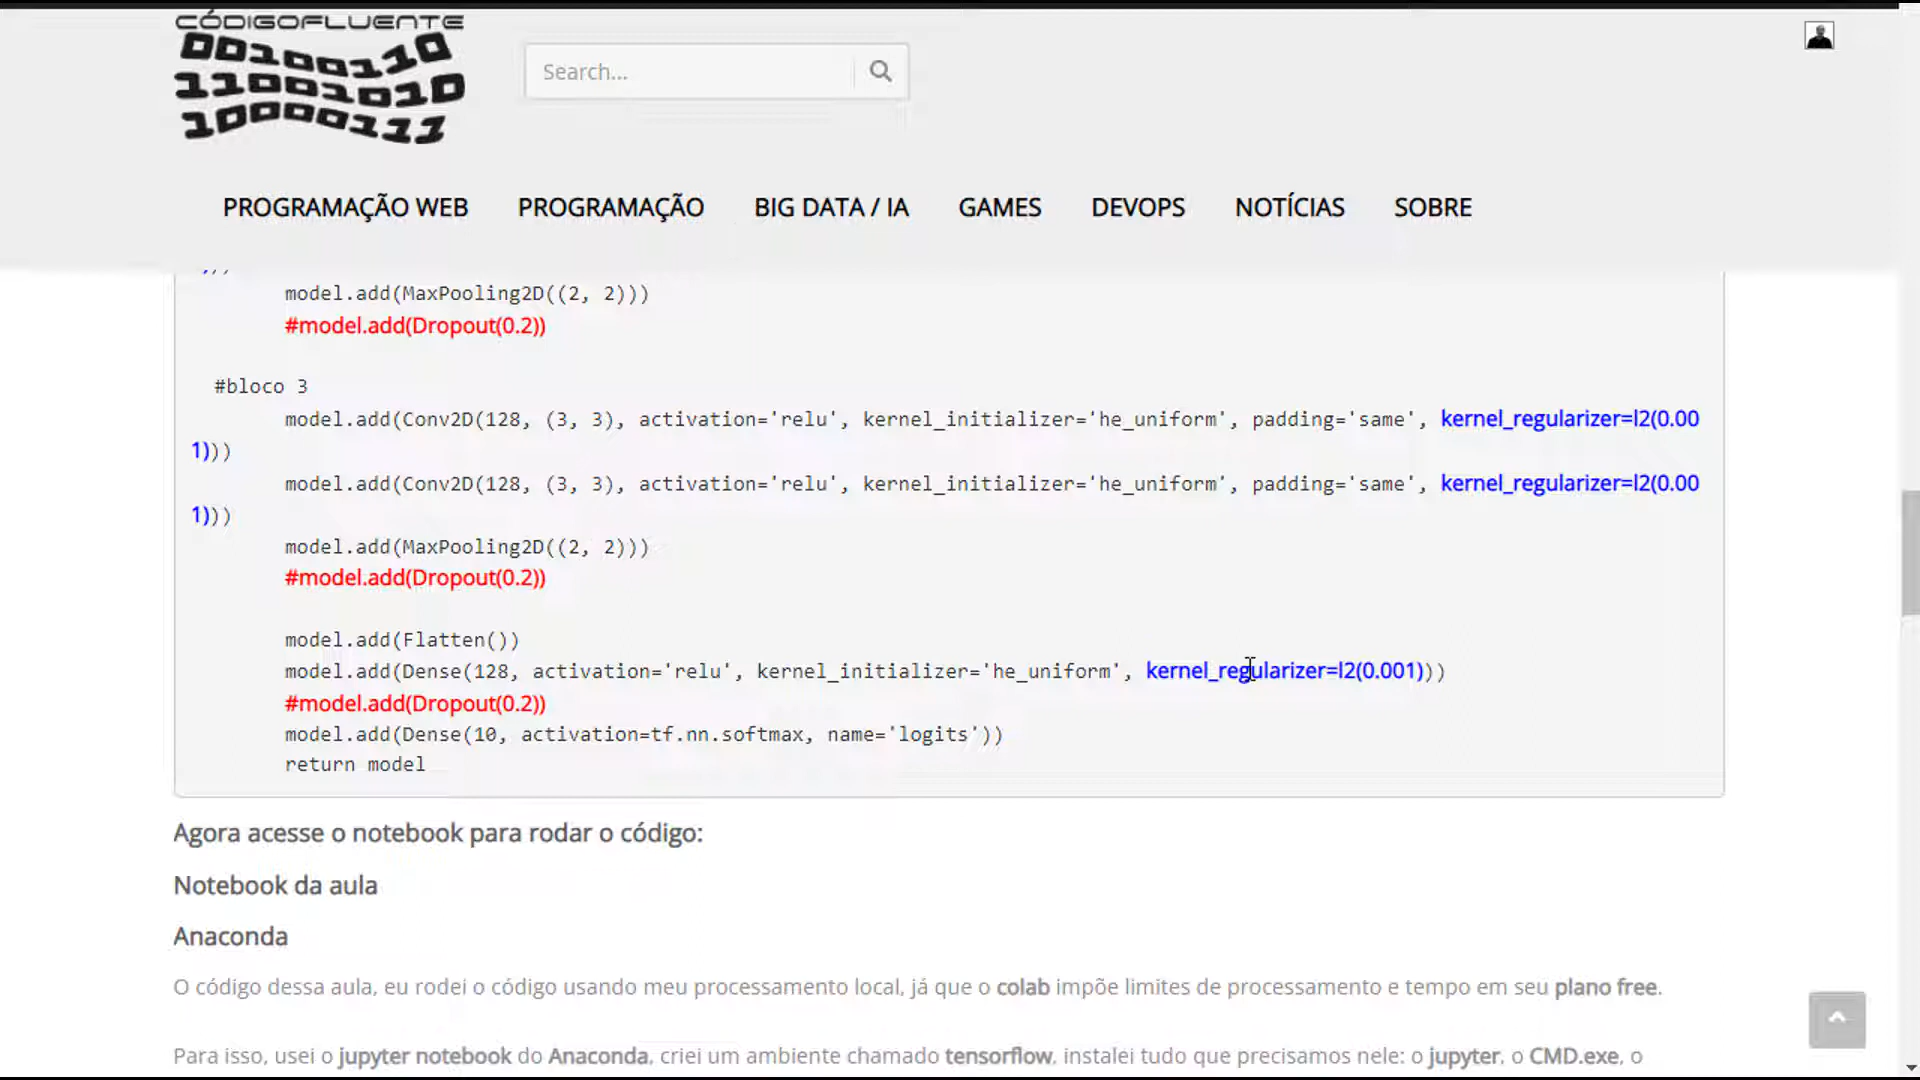 CÓDIGOFLUENTE
00100110
11001010
10000111
Search...
PROGRAMAÇÃO WEB PROGRAMAÇÃO BIG DATA / IA GAMES DEVOPS NOTÍCIAS SOBRE
model.add(MaxPooling2D((2, 2)))
#model.add(Dropout(0.2))
#bloco 3
model.add(Conv2D(128, (3, 3), activation='relu', kernel_initializer='he_uniform', padding='same', kernel_regularizer=l2(0.00
1)))
model.add(Conv2D(128, (3, 3), activation='relu', kernel_initializer='he_uniform', padding='same', kernel_regularizer=l2(0.00
1)))
model.add(MaxPooling2D((2, 2)))
#model.add(Dropout(0.2))
model.add(Flatten())
model.add(Dense(128, activation='relu', kernel_initializer='he_uniform', kernel_regularizer=l2(0.001)))
#model.add(Dropout(0.2))
model.add(Dense(10, activation=tf.nn.softmax, name='logits'))
return model
Agora acesse o notebook para rodar o código:
Notebook da aula
Anaconda
O código dessa aula, eu rodei o código usando meu processamento local, já que o colab impõe limites de processamento e tempo em seu plano free.
Para isso, usei o jupyter notebook do Anaconda, criei um ambiente chamado tensorflow, instalei tudo que precisamos nele: o jupyter, o CMD.exe, o